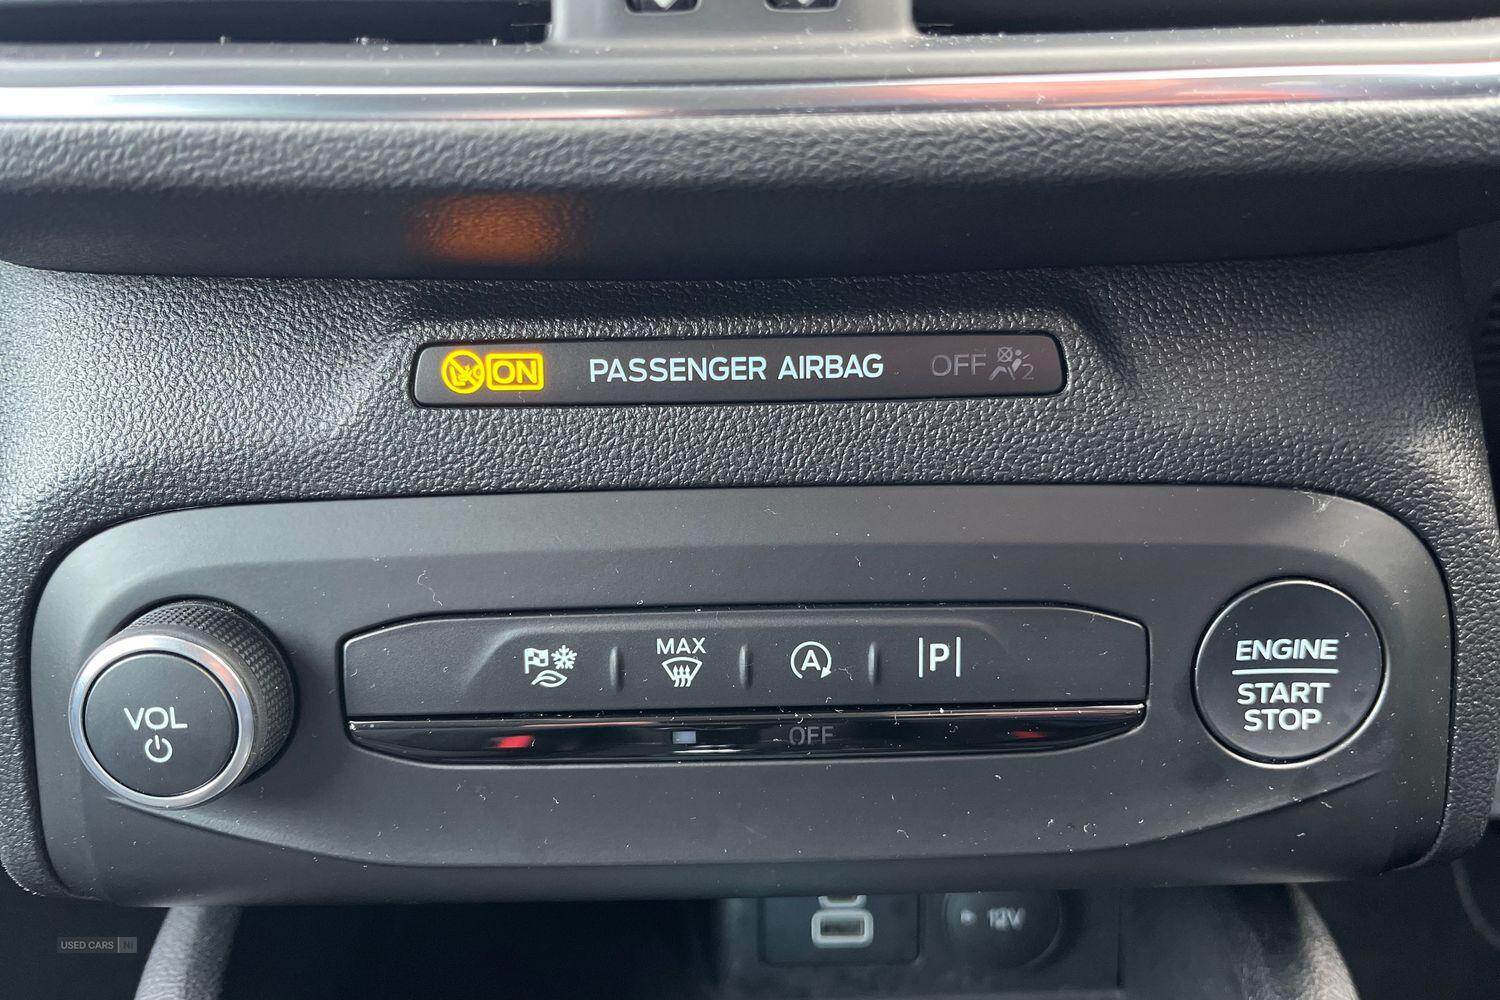 ON PASSENGER AIRBAG OFF 2
MAX
A
P
ENGINE
START
STOP
VOL
OFF
12V
USED CARS NI